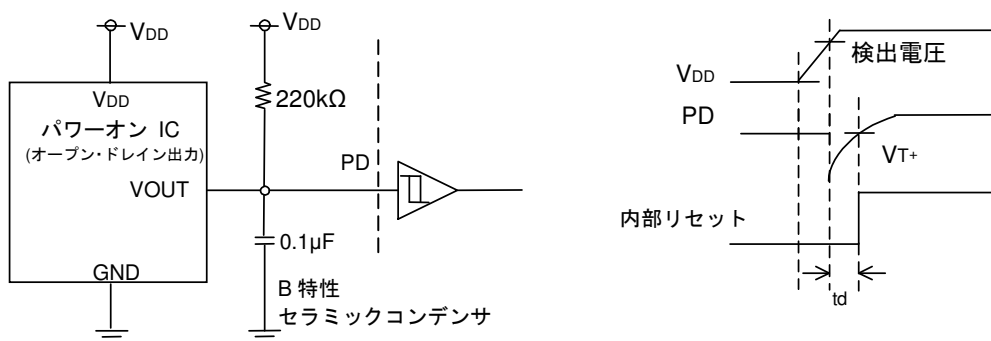 VDD
VDD
VDD
パワーオン IC
(オープン・ドレイン出力)
VOUT
GND
220kΩ
PD
0.1µF
B 特性
セラミックコンデンサ
検出電圧
VDD
PD
VT+
内部リセット
td